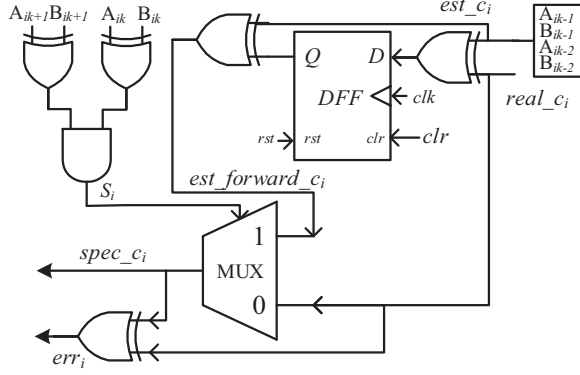 A_{ik+1} B_{ik+1} A_{ik} B_{ik}
est_c_i
A_{ik-1}
B_{ik-1}
A_{ik-2}
B_{ik-2}
Q D
DFF clk
real_c_i
rst rst clr clr
S_i
est_forward_c_i
1
spec_c_i
MUX
0
err_i